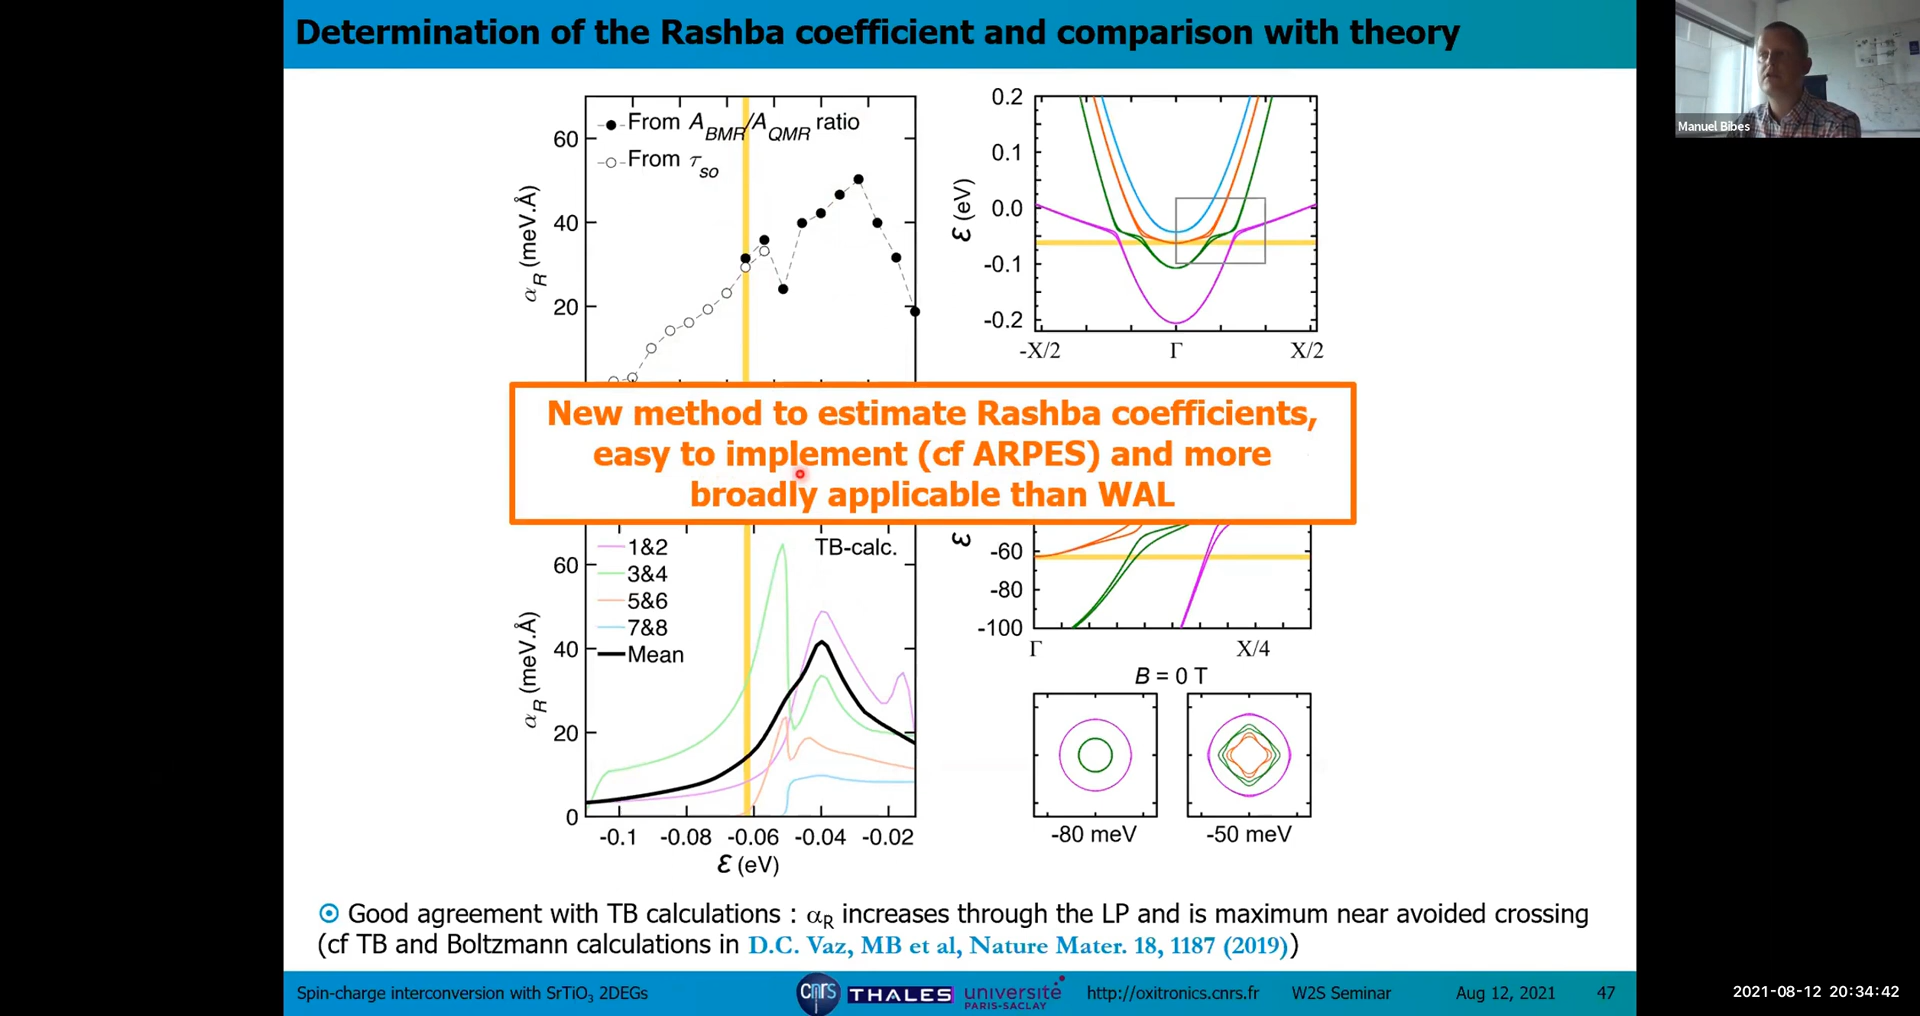 Determination of the Rashba coefficient and comparison with theory
Manuel Bibes
From A_BMR/A_QMR ratio
From τ_so
60
40
20
α_R (meV.Å)
0.2
0.1
0.0
-0.1
-0.2
ε (eV)
-X/2 Γ X/2
New method to estimate Rashba coefficients,
easy to implement (cf ARPES) and more
broadly applicable than WAL
1&2
3&4
5&6
7&8
Mean
TB-calc.
60
40
20
0
α_R (meV.Å)
-0.1 -0.08 -0.06 -0.04 -0.02
ε (eV)
ε
-60
-80
-100
Γ X/4
B = 0 T
-80 meV -50 meV
Good agreement with TB calculations : α_R increases through the LP and is maximum near avoided crossing
(cf TB and Boltzmann calculations in D.C. Vaz, MB et al, Nature Mater. 18, 1187 (2019))
Spin-charge interconversion with SrTiO₃ 2DEGs
cnrs
THALES
université
PARIS-SACLAY
http://oxitronics.cnrs.fr
W2S Seminar
Aug 12, 2021
47
2021-08-12 20:34:42